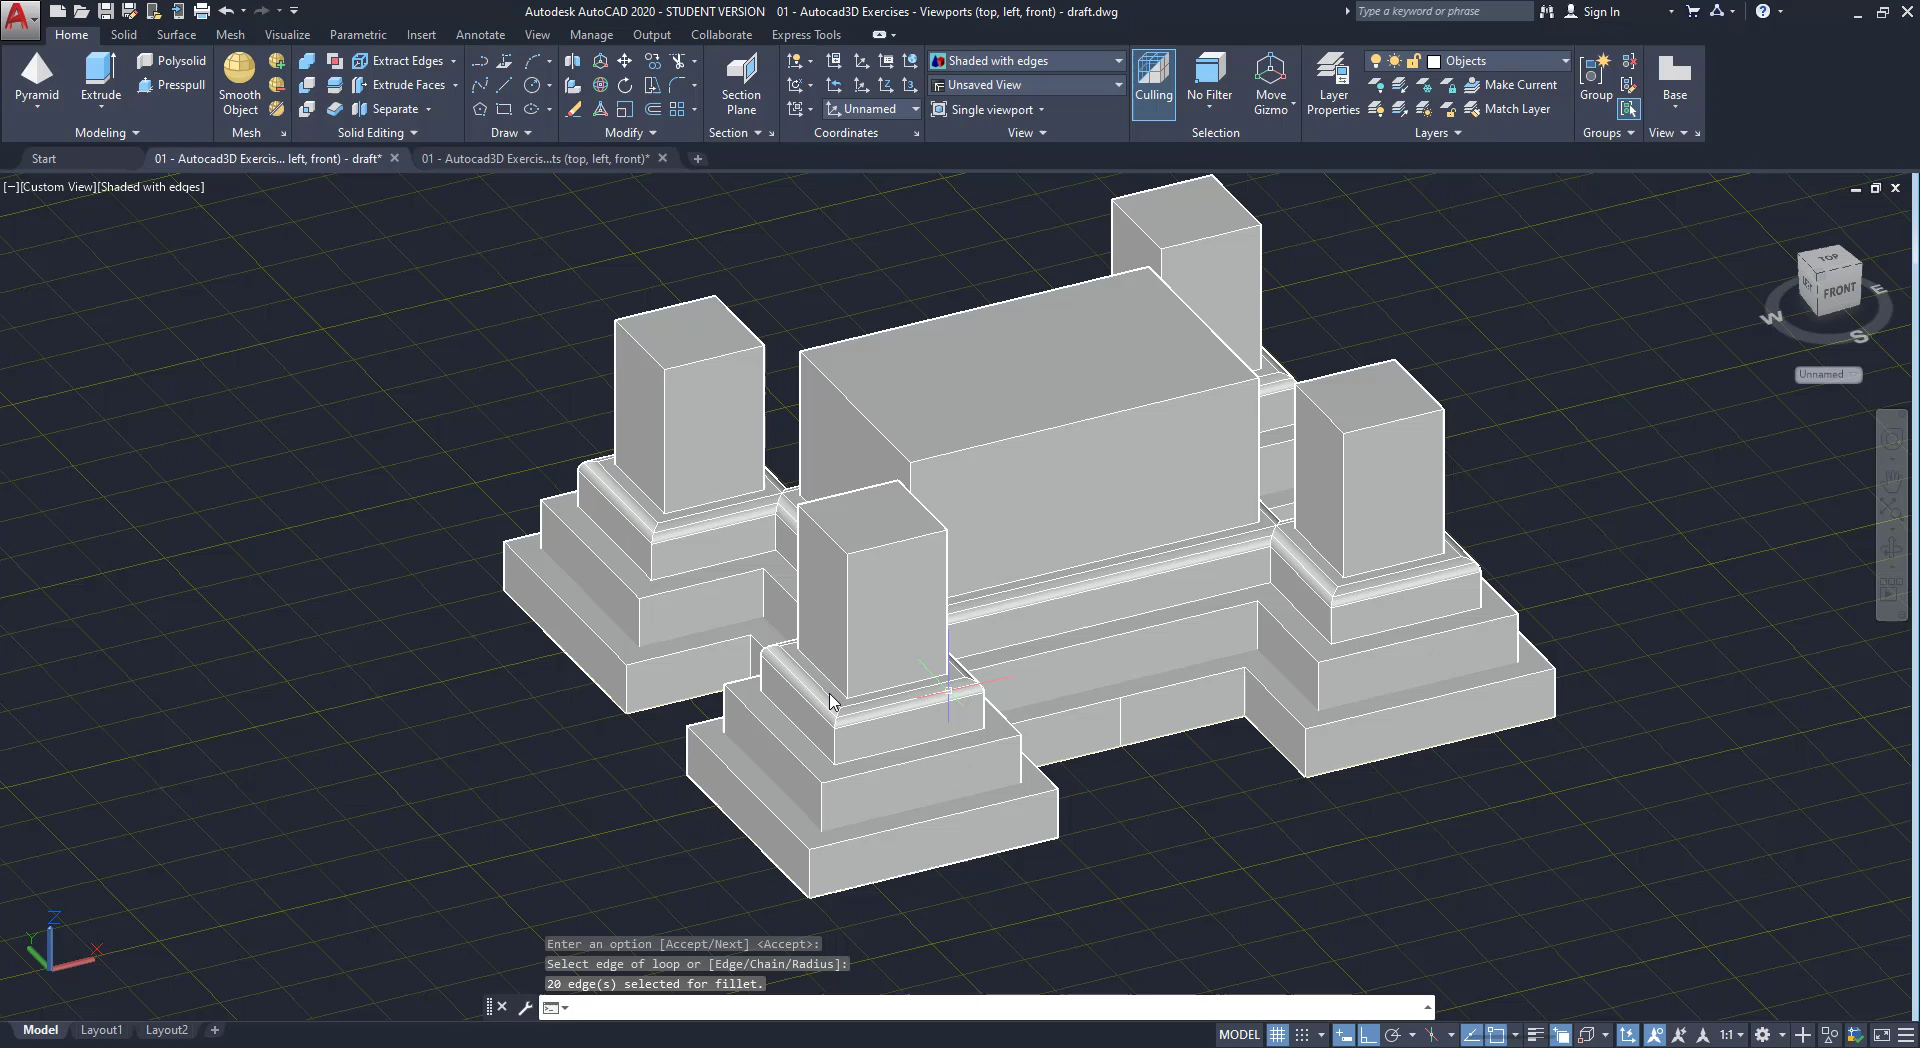 Autodesk AutoCAD 2020 - STUDENT VERSION    01 - Autocad3D Exercises - Viewports (top, left, front) - draft.dwg
Type a keyword or phrase
Sign In
Home Solid Surface Mesh Visualize Parametric Insert Annotate View Manage Output Collaborate Express Tools
Pyramid
Extrude
Polysolid
Presspull
Modeling
Smooth
Object
Mesh
Extract Edges
Extrude Faces
Separate
Solid Editing
Draw
Modify
Section
Plane
Section
Unnamed
Coordinates
Shaded with edges
Unsaved View
Single viewport
View
Culling
No Filter
Move
Gizmo
Selection
Layer
Properties
Objects
Make Current
Match Layer
Layers
Group
Groups
Base
View
Start
01 - Autocad3D Exercis... left, front) - draft*
01 - Autocad3D Exercis...ts (top, left, front)*
[−][Custom View][Shaded with edges]
TOP
LEFT
FRONT
W
S
E
Unnamed
Z
Y
X
Enter an option [Accept/Next] <Accept>:
Select edge of loop or [Edge/Chain/Radius]:
20 edge(s) selected for fillet.
Model Layout1 Layout2
MODEL
1:1